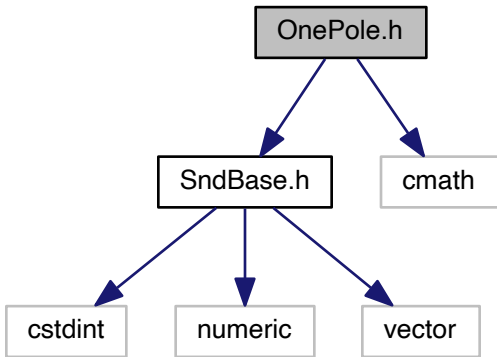 OnePole.h
SndBase.h
cmath
cstdint
numeric
vector